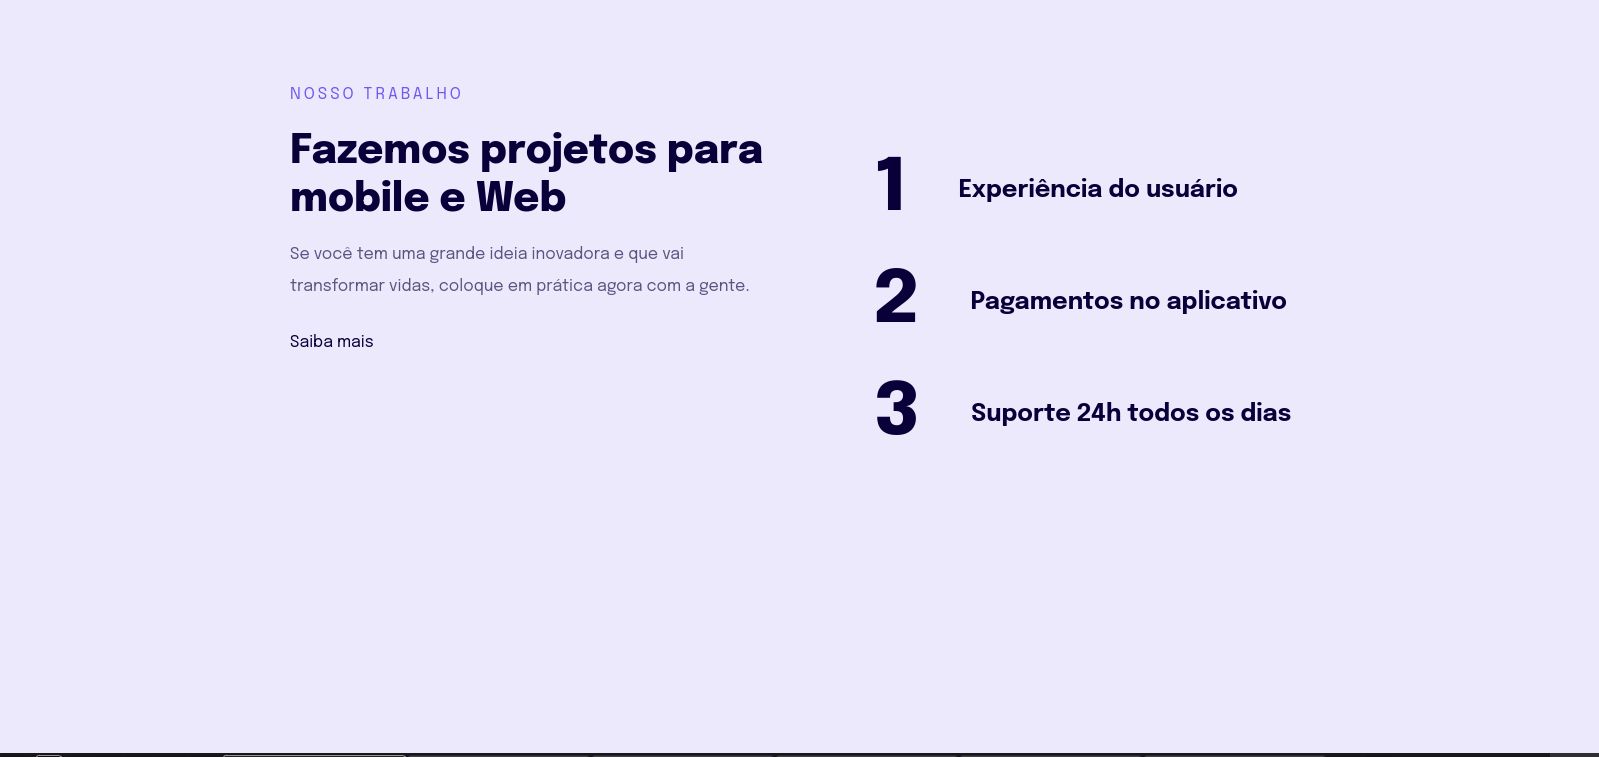 NOSSO TRABALHO
Fazemos projetos para
mobile e Web
Se você tem uma grande ideia inovadora e que vai
transformar vidas, coloque em prática agora com a gente.
Saiba mais
1 Experiência do usuário
2 Pagamentos no aplicativo
3 Suporte 24h todos os dias